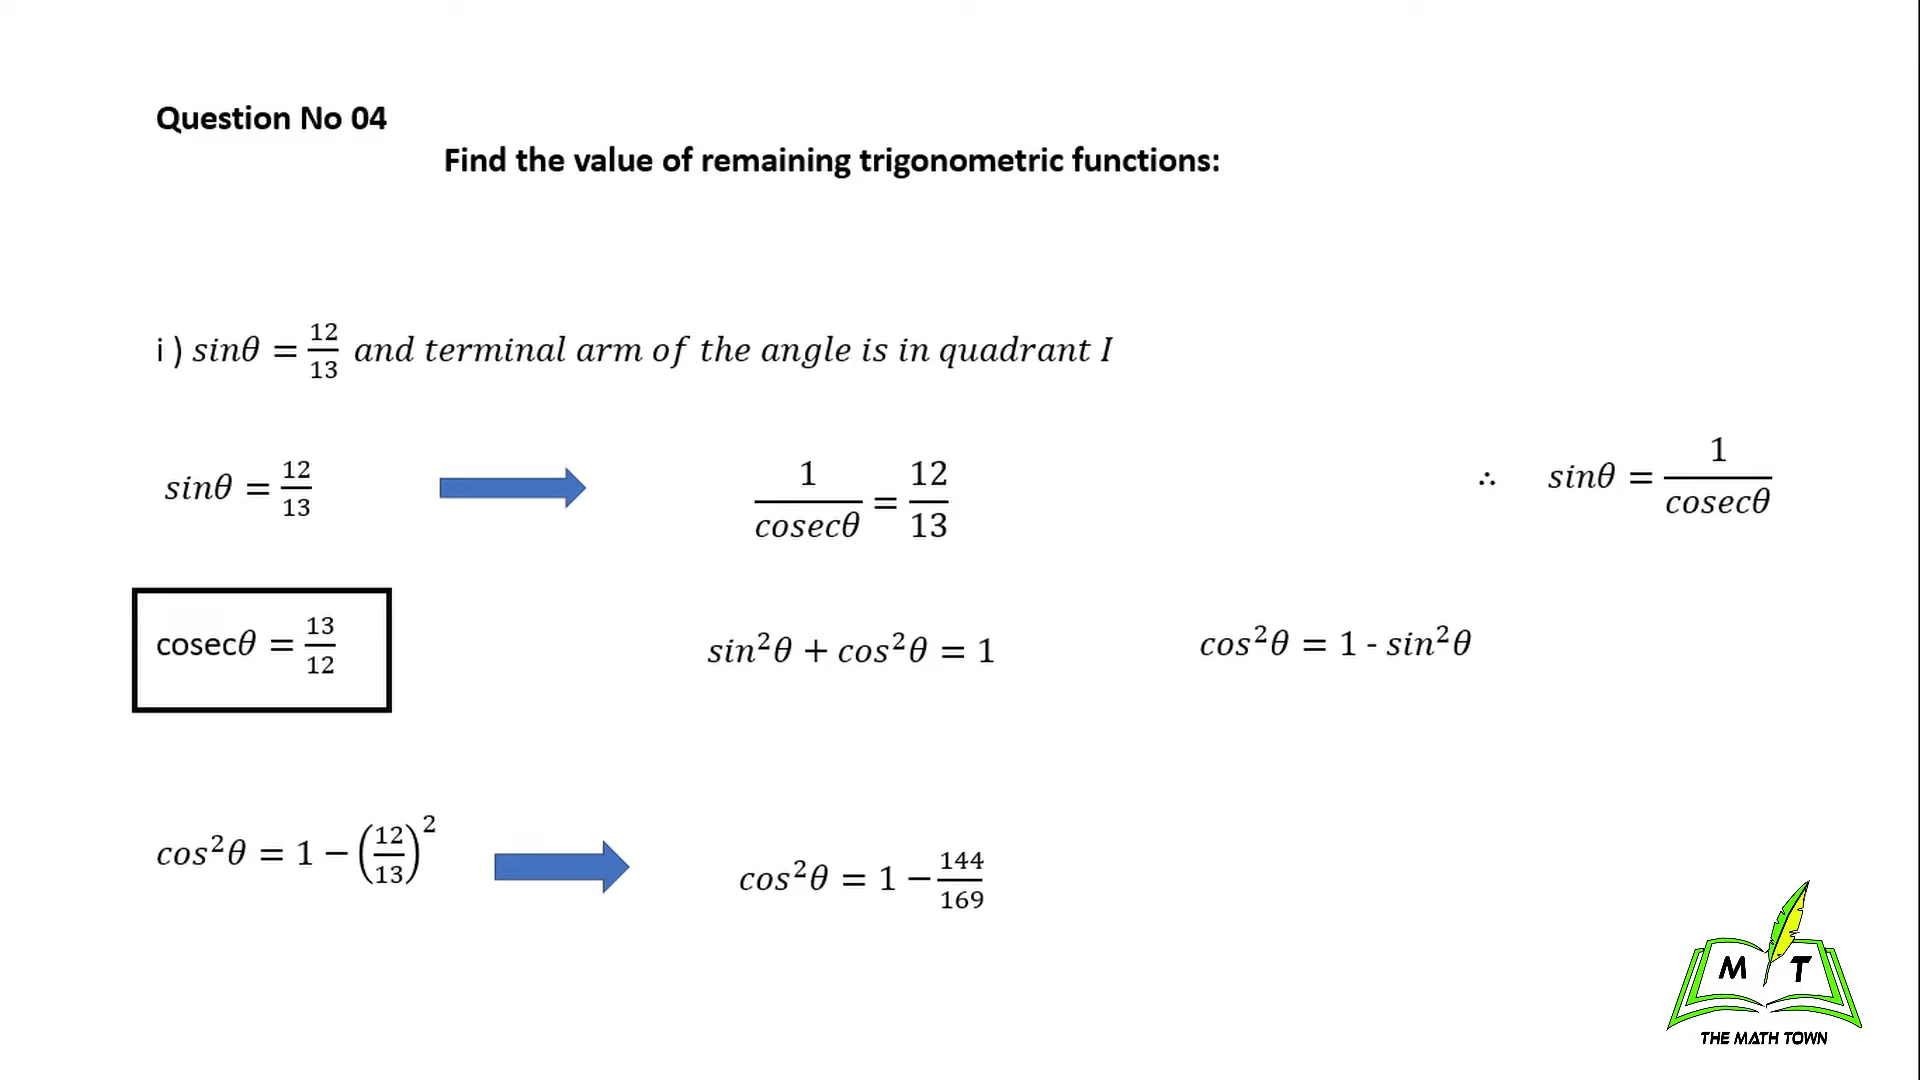 Question No 04
Find the value of remaining trigonometric functions:
i ) sinθ = 12/13 and terminal arm of the angle is in quadrant I
sinθ = 12/13
1/cosecθ = 12/13
∴ sinθ = 1/cosecθ
cosecθ = 13/12
sin²θ + cos²θ = 1
cos²θ = 1 - sin²θ
cos²θ = 1 − (12/13)²
cos²θ = 1 − 144/169
M T
THE MATH TOWN